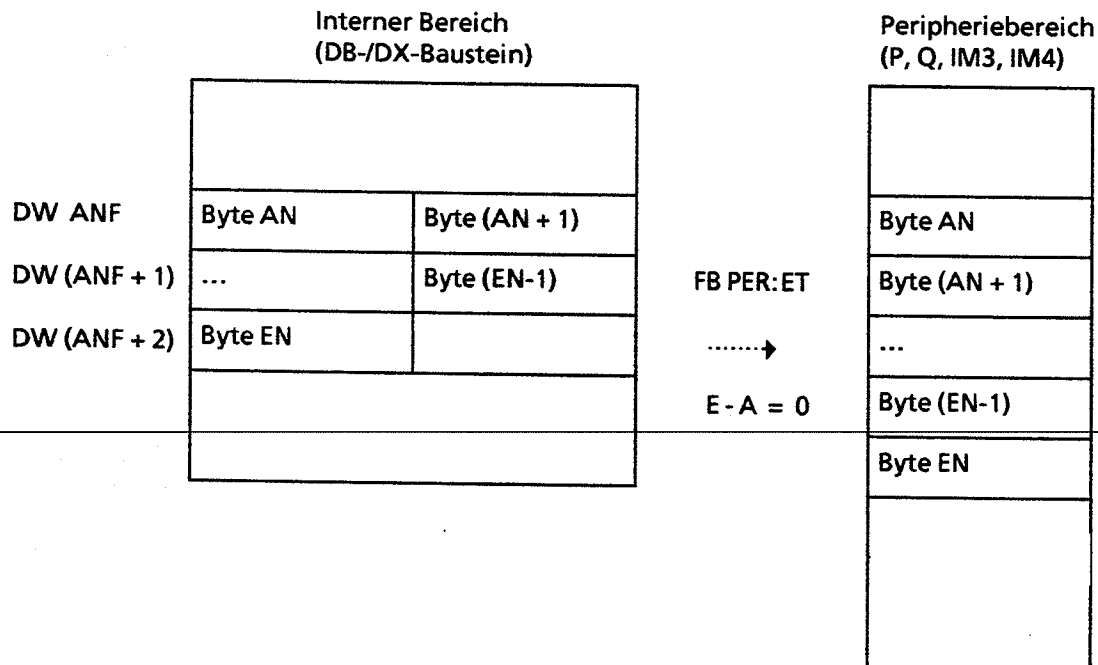 Interner Bereich
(DB-/DX-Baustein)
Peripheriebereich
(P, Q, IM3, IM4)
DW ANF
Byte AN
Byte (AN + 1)
Byte AN
DW (ANF + 1)
...
Byte (EN-1)
FB PER:ET
Byte (AN + 1)
DW (ANF + 2)
Byte EN
...
E - A = 0
Byte (EN-1)
Byte EN